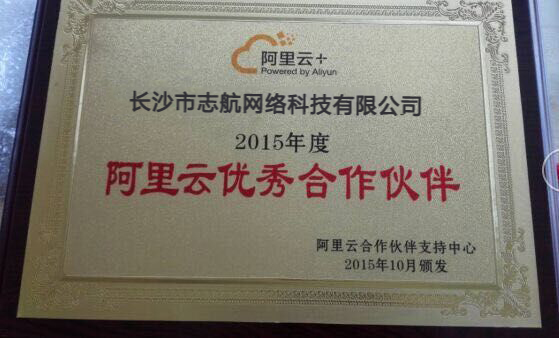 阿里云+
Powered by Aliyun
长沙市志航网络科技有限公司
2015年度
阿里云优秀合作伙伴
阿里云合作伙伴支持中心
2015年10月颁发